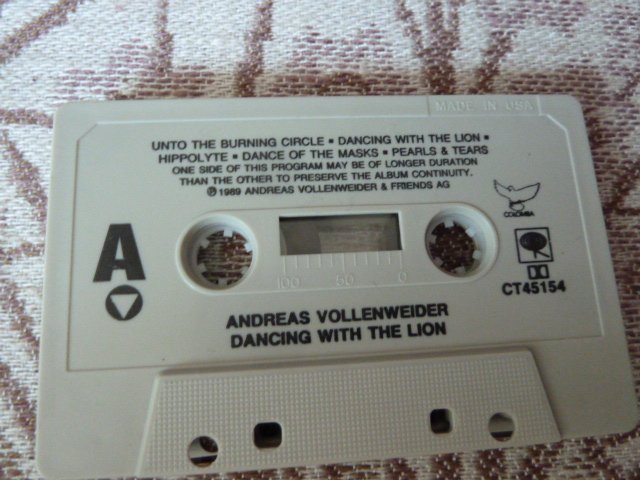 MADE IN USA
UNTO THE BURNING CIRCLE ▪ DANCING WITH THE LION ▪
HIPPOLYTE ▪ DANCE OF THE MASKS ▪ PEARLS & TEARS
ONE SIDE OF THIS PROGRAM MAY BE OF LONGER DURATION
THAN THE OTHER TO PRESERVE THE ALBUM CONTINUITY.
℗ 1989 ANDREAS VOLLENWEIDER & FRIENDS AG
A
COLOMBA
100 50 0
CT45154
ANDREAS VOLLENWEIDER
DANCING WITH THE LION